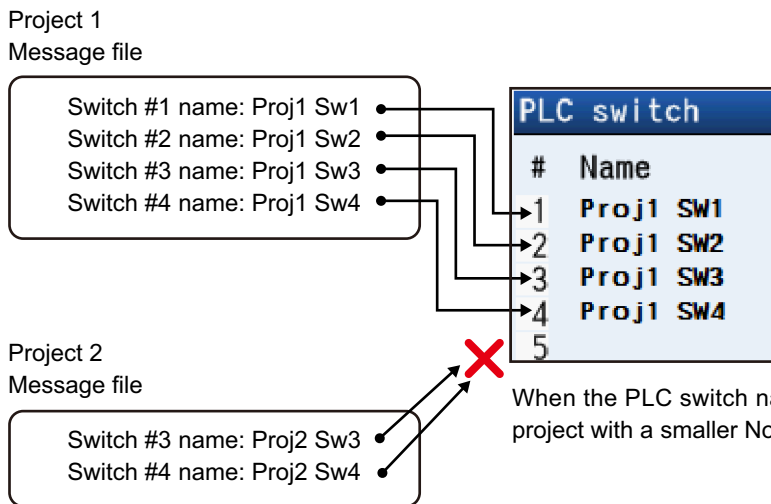 Project 1
Message file
Switch #1 name: Proj1 Sw1
Switch #2 name: Proj1 Sw2
Switch #3 name: Proj1 Sw3
Switch #4 name: Proj1 Sw4
PLC switch
# Name
1 Proj1 SW1
2 Proj1 SW2
3 Proj1 SW3
4 Proj1 SW4
5
Project 2
Message file
Switch #3 name: Proj2 Sw3
Switch #4 name: Proj2 Sw4
When the PLC switch na
project with a smaller No